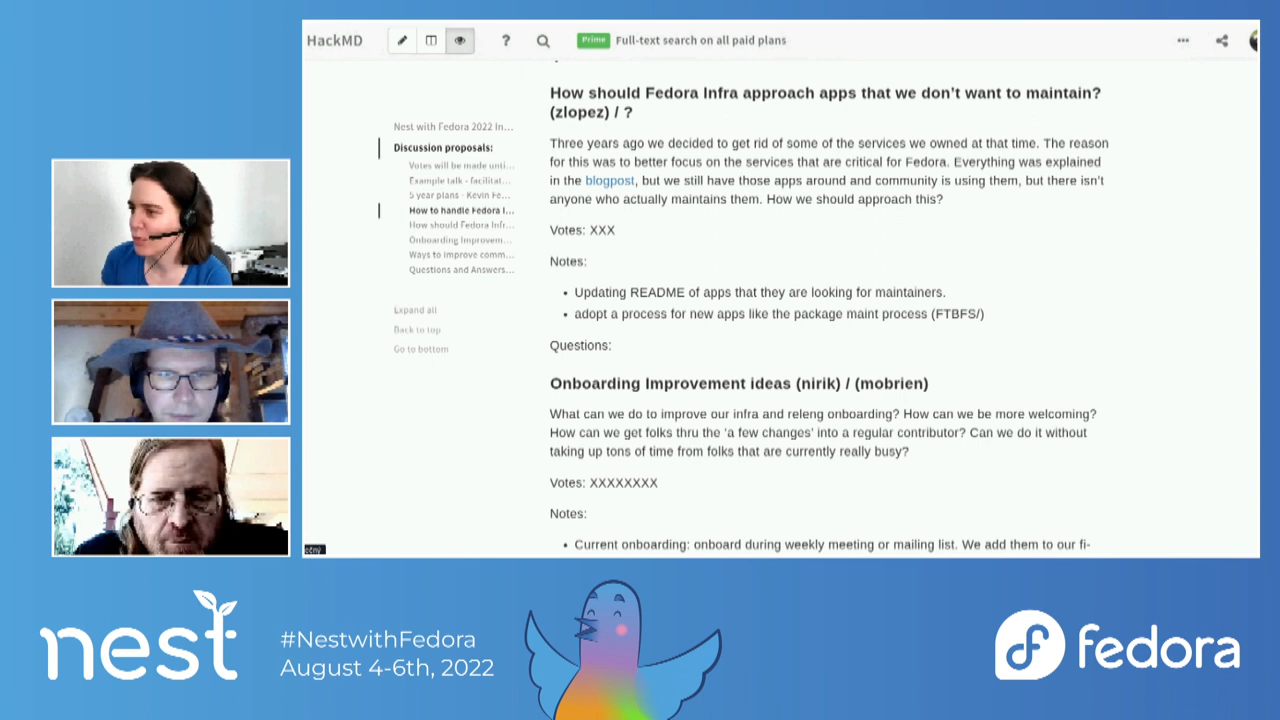 HackMD
?
Prime Full-text search on all paid plans
Nest with Fedora 2022 In...
Discussion proposals:
Votes will be made unti...
Example talk - facilitat...
5 year plans - Kevin Fe...
How to handle Fedora I...
How should Fedora Infr...
Onboarding Improvem...
Ways to improve comm...
Questions and Answers...
Expand all
Back to top
Go to bottom
How should Fedora Infra approach apps that we don't want to maintain?
(zlopez) / ?
Three years ago we decided to get rid of some of the services we owned at that time. The reason
for this was to better focus on the services that are critical for Fedora. Everything was explained
in the blogpost, but we still have those apps around and community is using them, but there isn't
anyone who actually maintains them. How we should approach this?
Votes: XXX
Notes:
• Updating README of apps that they are looking for maintainers.
• adopt a process for new apps like the package maint process (FTBFS/)
Questions:
Onboarding Improvement ideas (nirik) / (mobrien)
What can we do to improve our infra and releng onboarding? How can we be more welcoming?
How can we get folks thru the 'a few changes' into a regular contributor? Can we do it without
taking up tons of time from folks that are currently really busy?
Votes: XXXXXXXX
Notes:
• Current onboarding: onboard during weekly meeting or mailing list. We add them to our fi-
nest
#NestwithFedora
August 4-6th, 2022
fedora